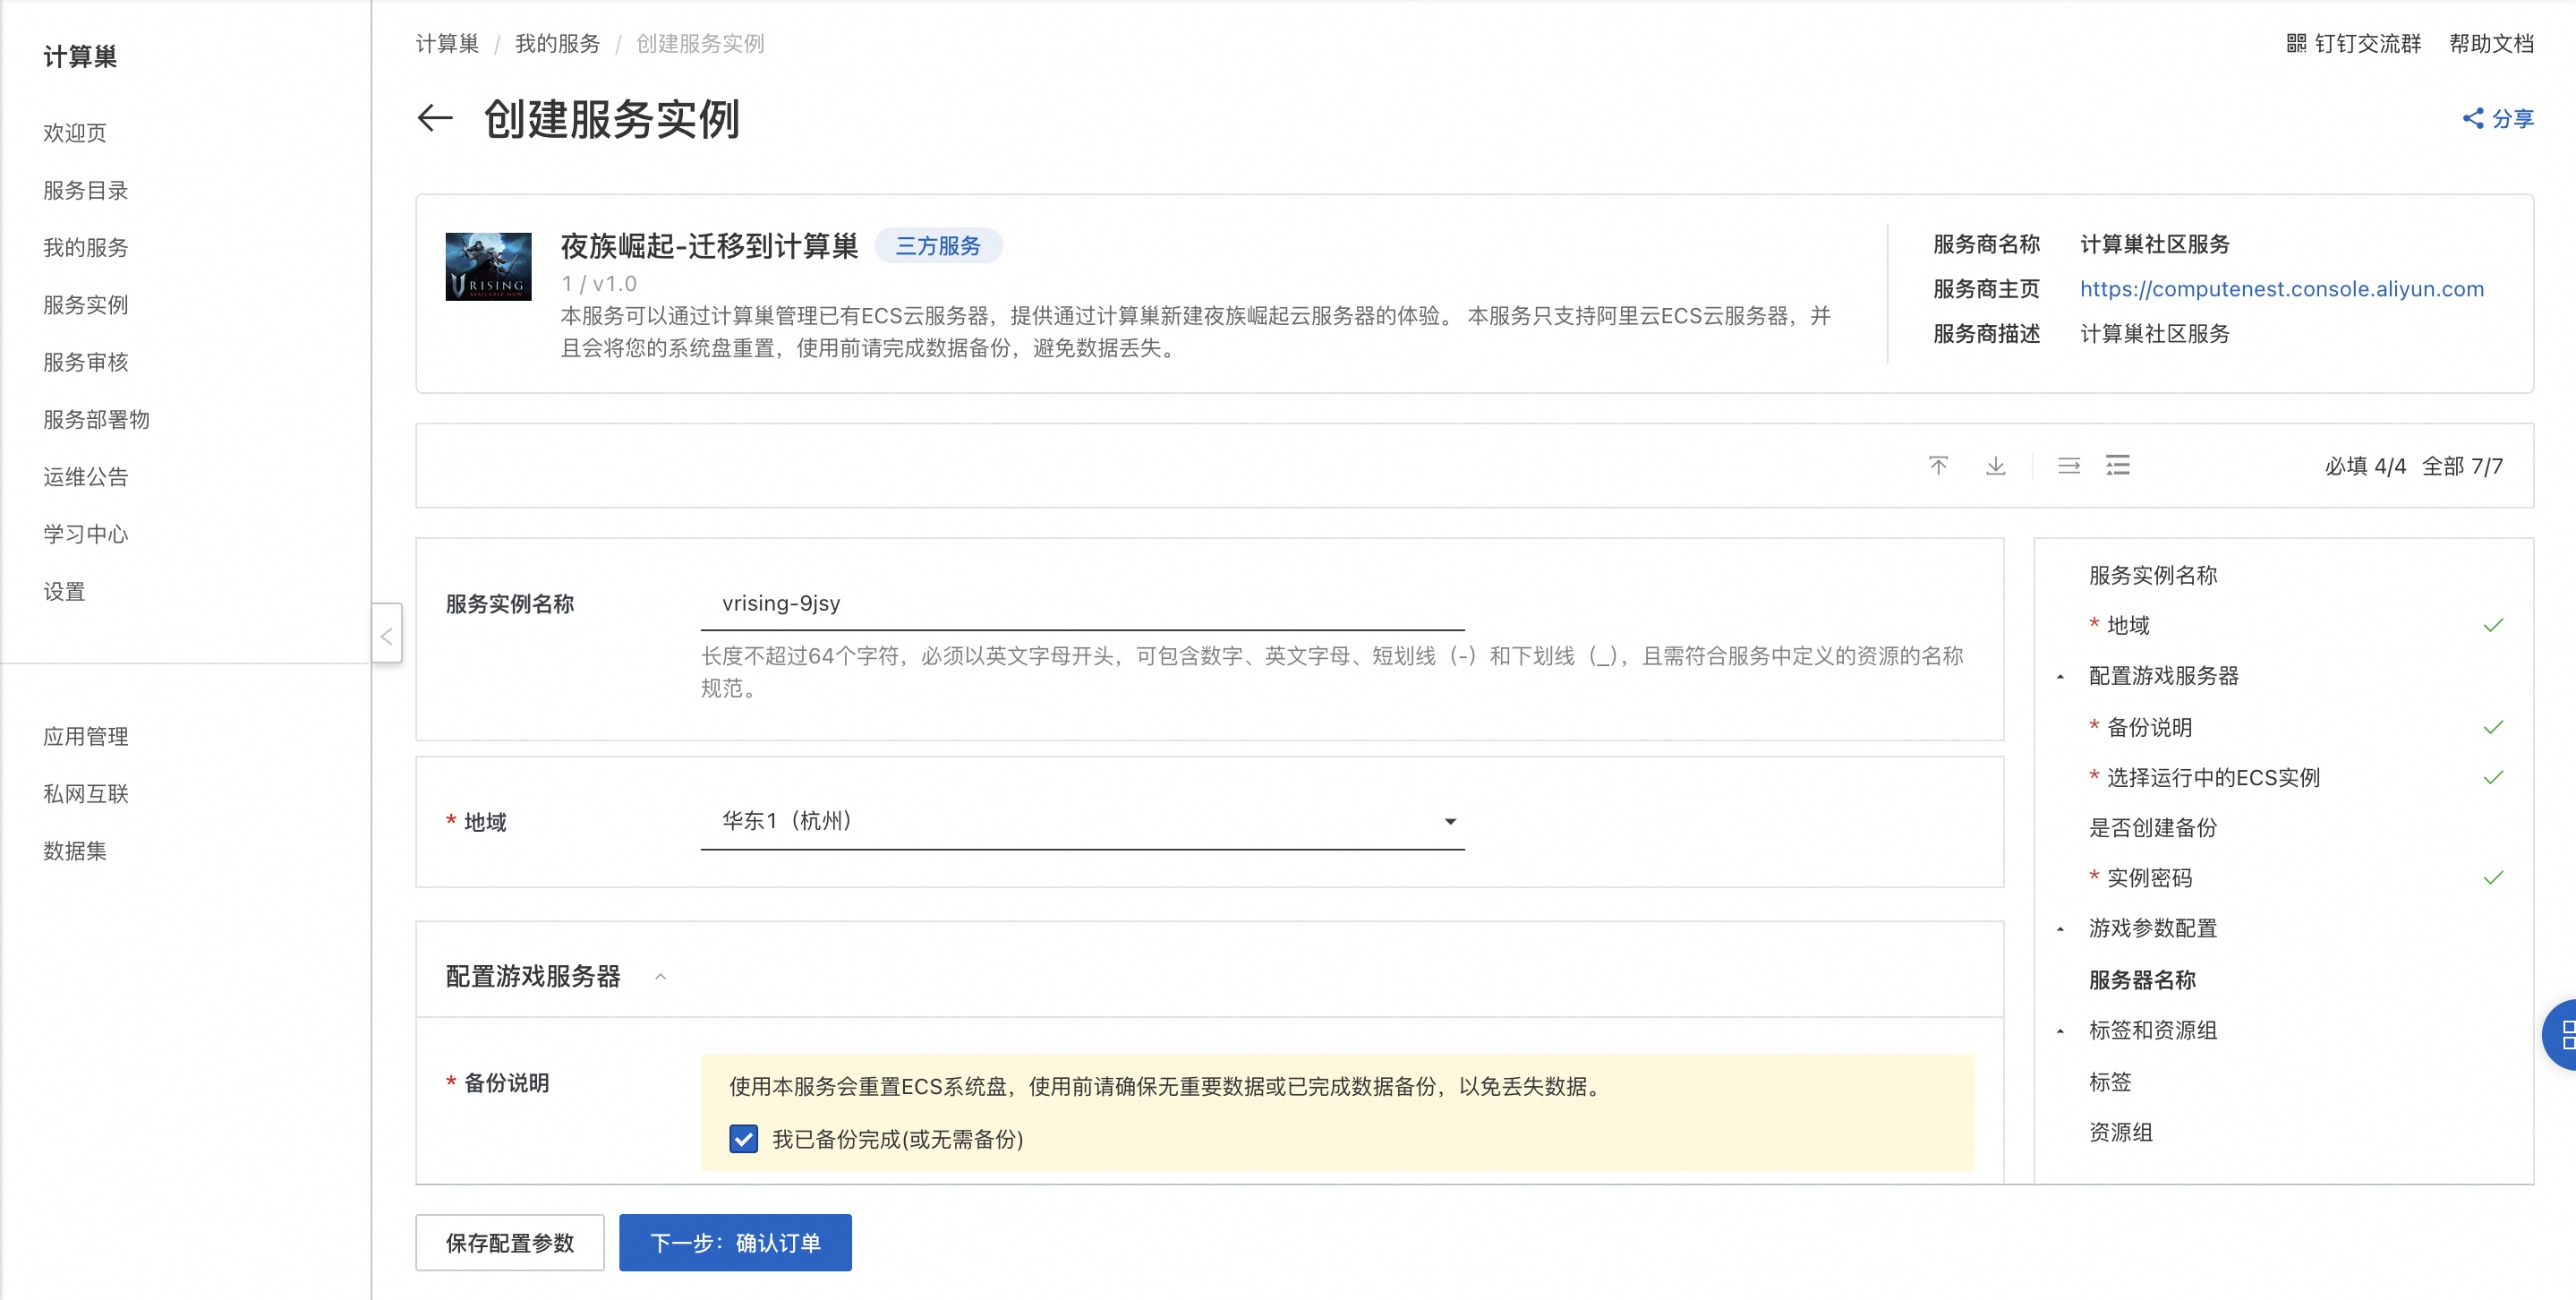 计算巢
欢迎页
服务目录
我的服务
服务实例
服务审核
服务部署物
运维公告
学习中心
设置
应用管理
私网互联
数据集
计算巢 / 我的服务 / 创建服务实例
钉钉交流群 帮助文档
创建服务实例
分享
V RISING
AVAILABLE NOW
夜族崛起-迁移到计算巢 三方服务
1 / v1.0
本服务可以通过计算巢管理已有ECS云服务器，提供通过计算巢新建夜族崛起云服务器的体验。 本服务只支持阿里云ECS云服务器，并
且会将您的系统盘重置，使用前请完成数据备份，避免数据丢失。
服务商名称 计算巢社区服务
服务商主页 https://computenest.console.aliyun.com
服务商描述 计算巢社区服务
必填 4/4 全部 7/7
服务实例名称 vrising-9jsy
长度不超过64个字符，必须以英文字母开头，可包含数字、英文字母、短划线（-）和下划线（_），且需符合服务中定义的资源的名称
规范。
* 地域 华东1（杭州）
配置游戏服务器
* 备份说明
使用本服务会重置ECS系统盘，使用前请确保无重要数据或已完成数据备份，以免丢失数据。
我已备份完成(或无需备份)
服务实例名称
* 地域
配置游戏服务器
* 备份说明
* 选择运行中的ECS实例
是否创建备份
* 实例密码
游戏参数配置
服务器名称
标签和资源组
标签
资源组
保存配置参数 下一步：确认订单